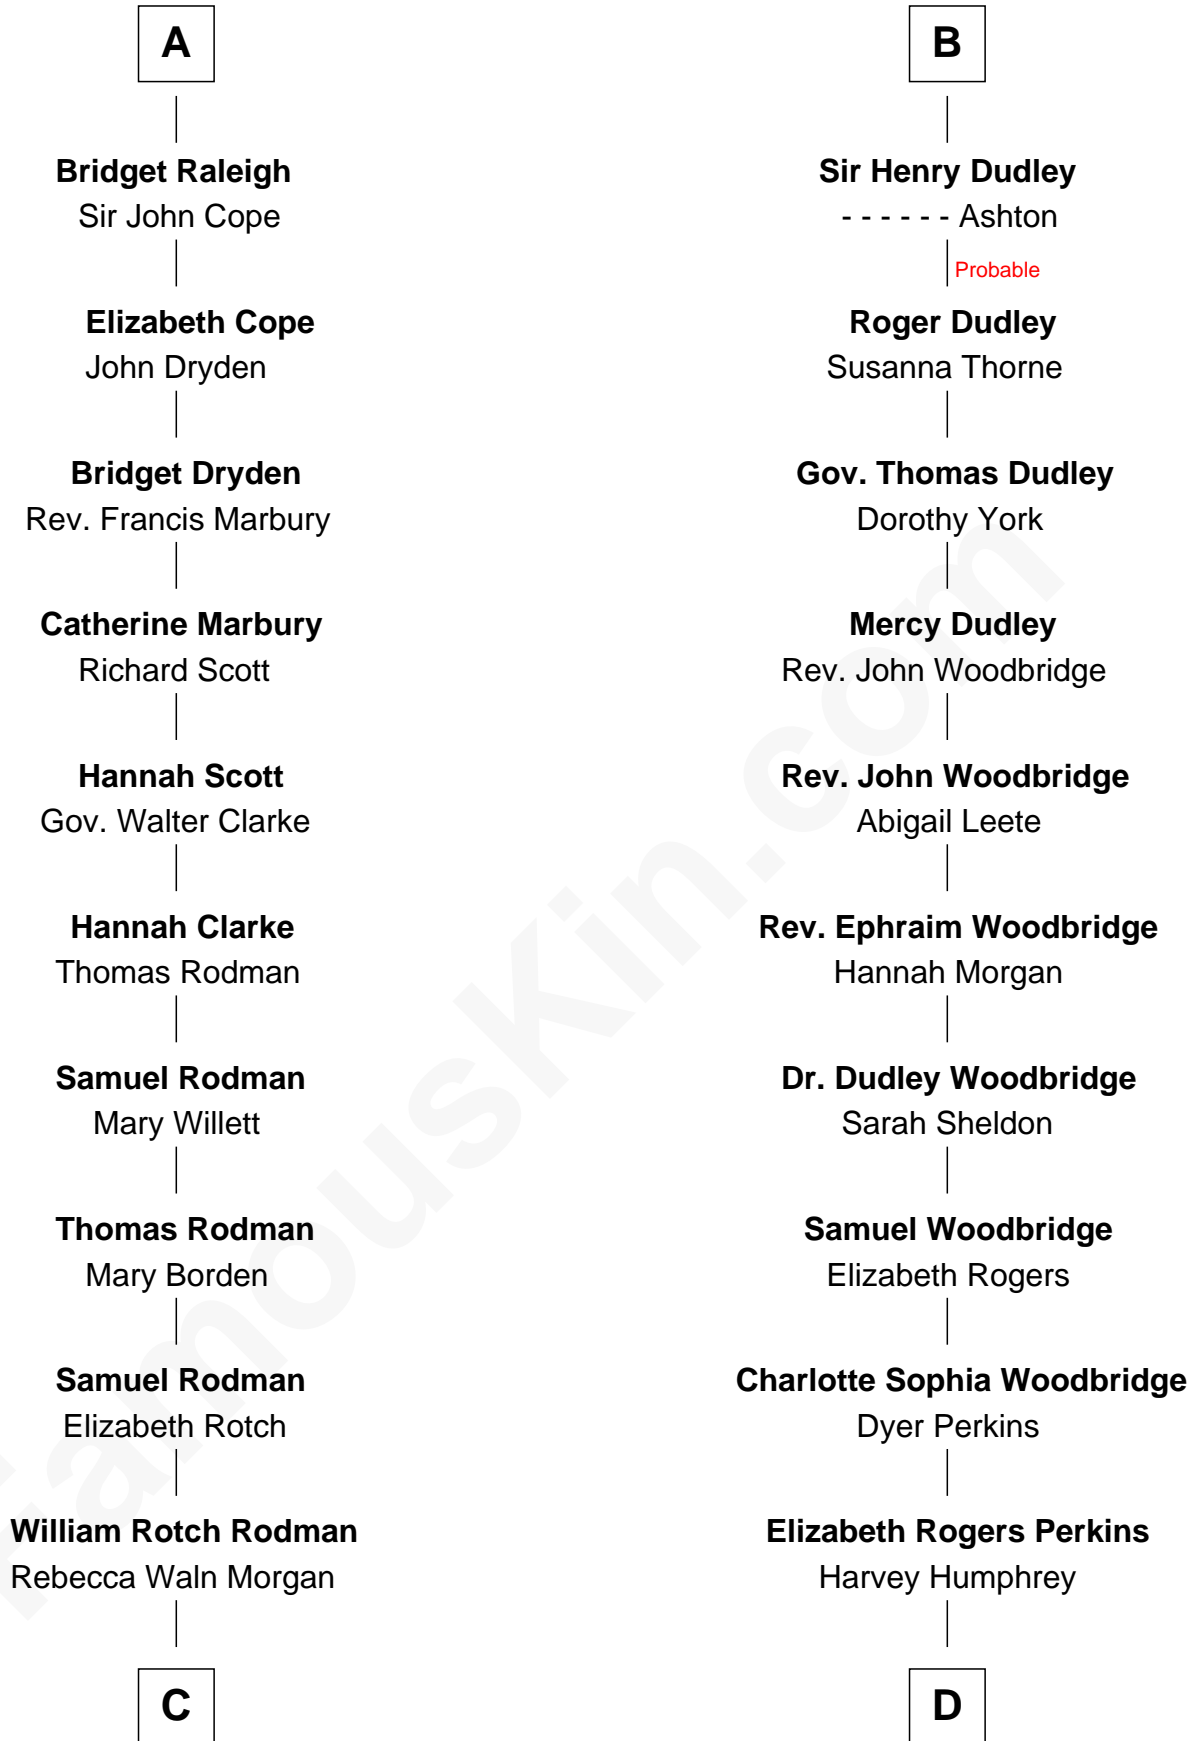 A
Bridget Raleigh
Sir John Cope
Elizabeth Cope
John Dryden
Bridget Dryden
Rev. Francis Marbury
Catherine Marbury
Richard Scott
Hannah Scott
Gov. Walter Clarke
Hannah Clarke
Thomas Rodman
Samuel Rodman
Mary Willett
Thomas Rodman
Mary Borden
Samuel Rodman
Elizabeth Rotch
William Rotch Rodman
Rebecca Waln Morgan
C
B
Sir Henry Dudley
- - - - - - Ashton
Probable
Roger Dudley
Susanna Thorne
Gov. Thomas Dudley
Dorothy York
Mercy Dudley
Rev. John Woodbridge
Rev. John Woodbridge
Abigail Leete
Rev. Ephraim Woodbridge
Hannah Morgan
Dr. Dudley Woodbridge
Sarah Sheldon
Samuel Woodbridge
Elizabeth Rogers
Charlotte Sophia Woodbridge
Dyer Perkins
Elizabeth Rogers Perkins
Harvey Humphrey
D
FamousKin.com